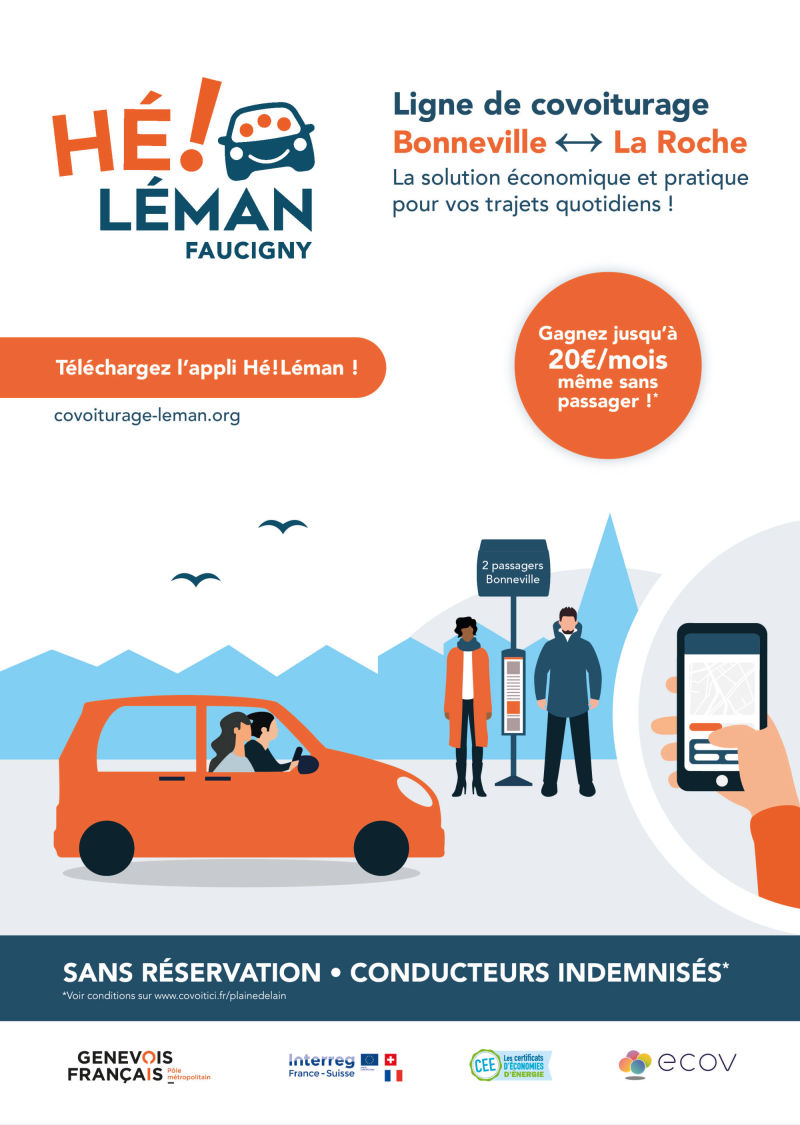 HÉ!
LÉMAN
FAUCIGNY
Ligne de covoiturage
Bonneville ↔ La Roche
La solution économique et pratique
pour vos trajets quotidiens !
Téléchargez l'appli Hé!Léman !
covoiturage-leman.org
Gagnez jusqu'à
20€/mois
même sans
passager !*
2 passagers
Bonneville
SANS RÉSERVATION • CONDUCTEURS INDEMNISÉS*
*Voir conditions sur www.covoitici.fr/plainedelain
GENEVOIS
FRANÇAIS
Pôle
métropolitain
Interreg
France - Suisse
CEE
Les certificats
D'ÉCONOMIES
D'ÉNERGIE
ecov